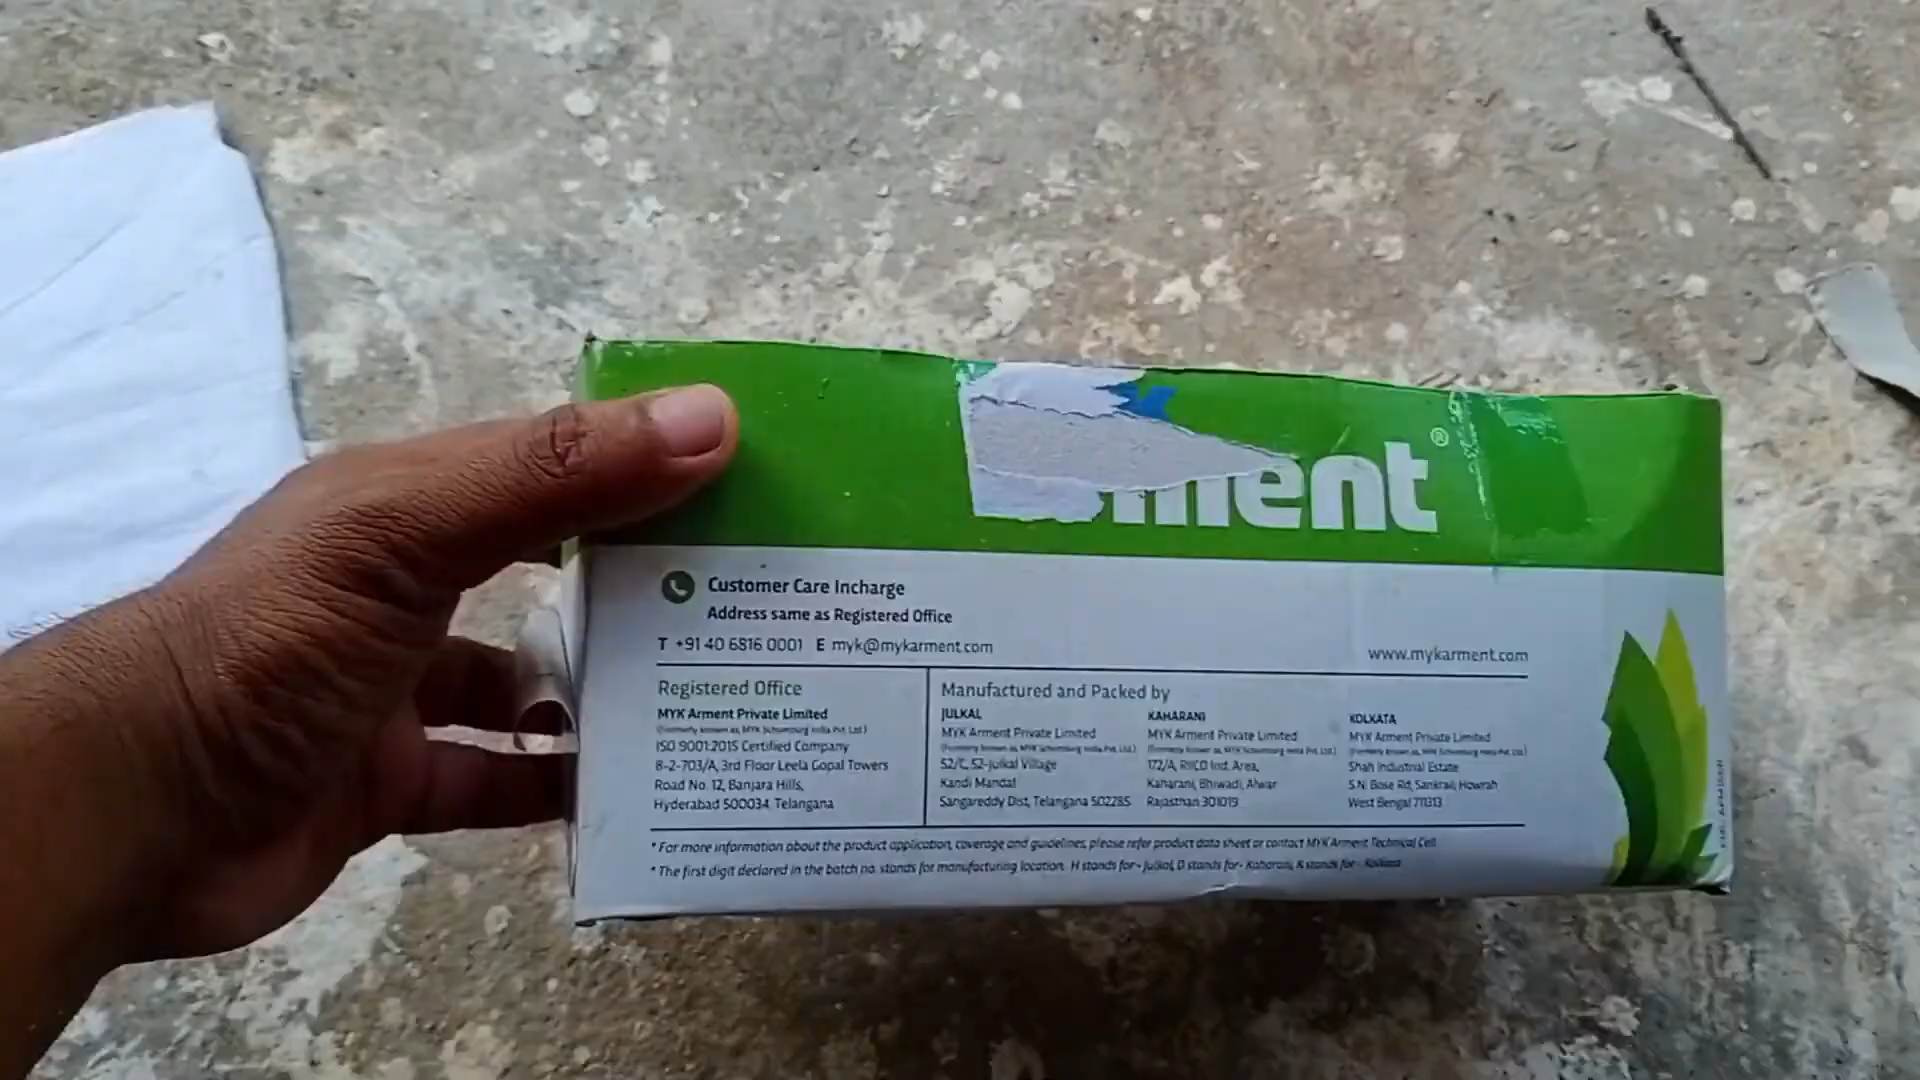 ment®
Customer Care Incharge
Address same as Registered Office
T +91 40 6816 0001 E myk@mykarment.com
www.mykarment.com
Registered Office
MYK Arment Private Limited
(Formerly known as, MYK Schomburg India Pvt. Ltd.)
ISO 9001:2015 Certified Company
8-2-703/A, 3rd Floor Leela Gopal Towers
Road No. 12, Banjara Hills,
Hyderabad 500034, Telangana
Manufactured and Packed by
JULKAL
MYK Arment Private Limited
(Formerly known as, MYK Schomburg India Pvt. Ltd.)
52/C, 52-Julkal Village
Kandi Mandal
Sangareddy Dist, Telangana 502285
KAHARANI
MYK Arment Private Limited
(Formerly known as, MYK Schomburg India Pvt. Ltd.)
172/A, RIICO Ind. Area,
Kaharani, Bhiwadi, Alwar
Rajasthan 301019
KOLKATA
MYK Arment Private Limited
(Formerly known as, MYK Schomburg India Pvt. Ltd.)
Shah Industrial Estate
S.N. Bose Rd, Sankrail, Howrah
West Bengal 711313
* For more information about the product application, coverage and guidelines, please refer product data sheet or contact MYK Arment Technical Cell
* The first digit declared in the batch no. stands for manufacturing location. H stands for- Julkal, D stands for- Kaharani, K stands for- Kolkata